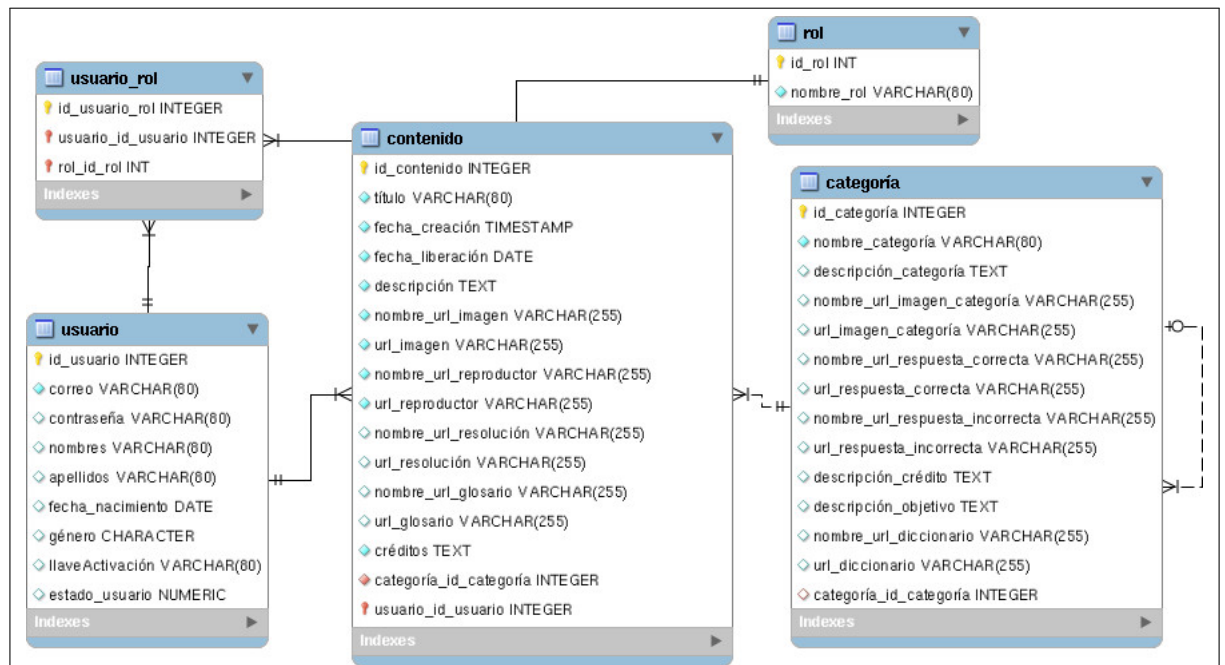 rol
id_rol INT
nombre_rol VARCHAR(80)
Indexes
usuario_rol
id_usuario_rol INTEGER
usuario_id_usuario INTEGER
rol_id_rol INT
Indexes
contenido
id_contenido INTEGER
título VARCHAR(80)
fecha_creación TIMESTAMP
fecha_liberación DATE
descripción TEXT
nombre_url_imagen VARCHAR(255)
url_imagen VARCHAR(255)
nombre_url_reproductor VARCHAR(255)
url_reproductor VARCHAR(255)
nombre_url_resolución VARCHAR(255)
url_resolución VARCHAR(255)
nombre_url_glosario VARCHAR(255)
url_glosario VARCHAR(255)
créditos TEXT
categoría_id_categoría INTEGER
usuario_id_usuario INTEGER
Indexes
categoría
id_categoría INTEGER
nombre_categoría VARCHAR(80)
descripción_categoría TEXT
nombre_url_imagen_categoría VARCHAR(255)
url_imagen_categoría VARCHAR(255)
nombre_url_respuesta_correcta VARCHAR(255)
url_respuesta_correcta VARCHAR(255)
nombre_url_respuesta_incorrecta VARCHAR(255)
url_respuesta_incorrecta VARCHAR(255)
descripción_crédito TEXT
descripción_objetivo TEXT
nombre_url_diccionario VARCHAR(255)
url_diccionario VARCHAR(255)
categoría_id_categoría INTEGER
Indexes
usuario
id_usuario INTEGER
correo VARCHAR(80)
contraseña VARCHAR(80)
nombres VARCHAR(80)
apellidos VARCHAR(80)
fecha_nacimiento DATE
género CHARACTER
llaveActivación VARCHAR(80)
estado_usuario NUMERIC
Indexes